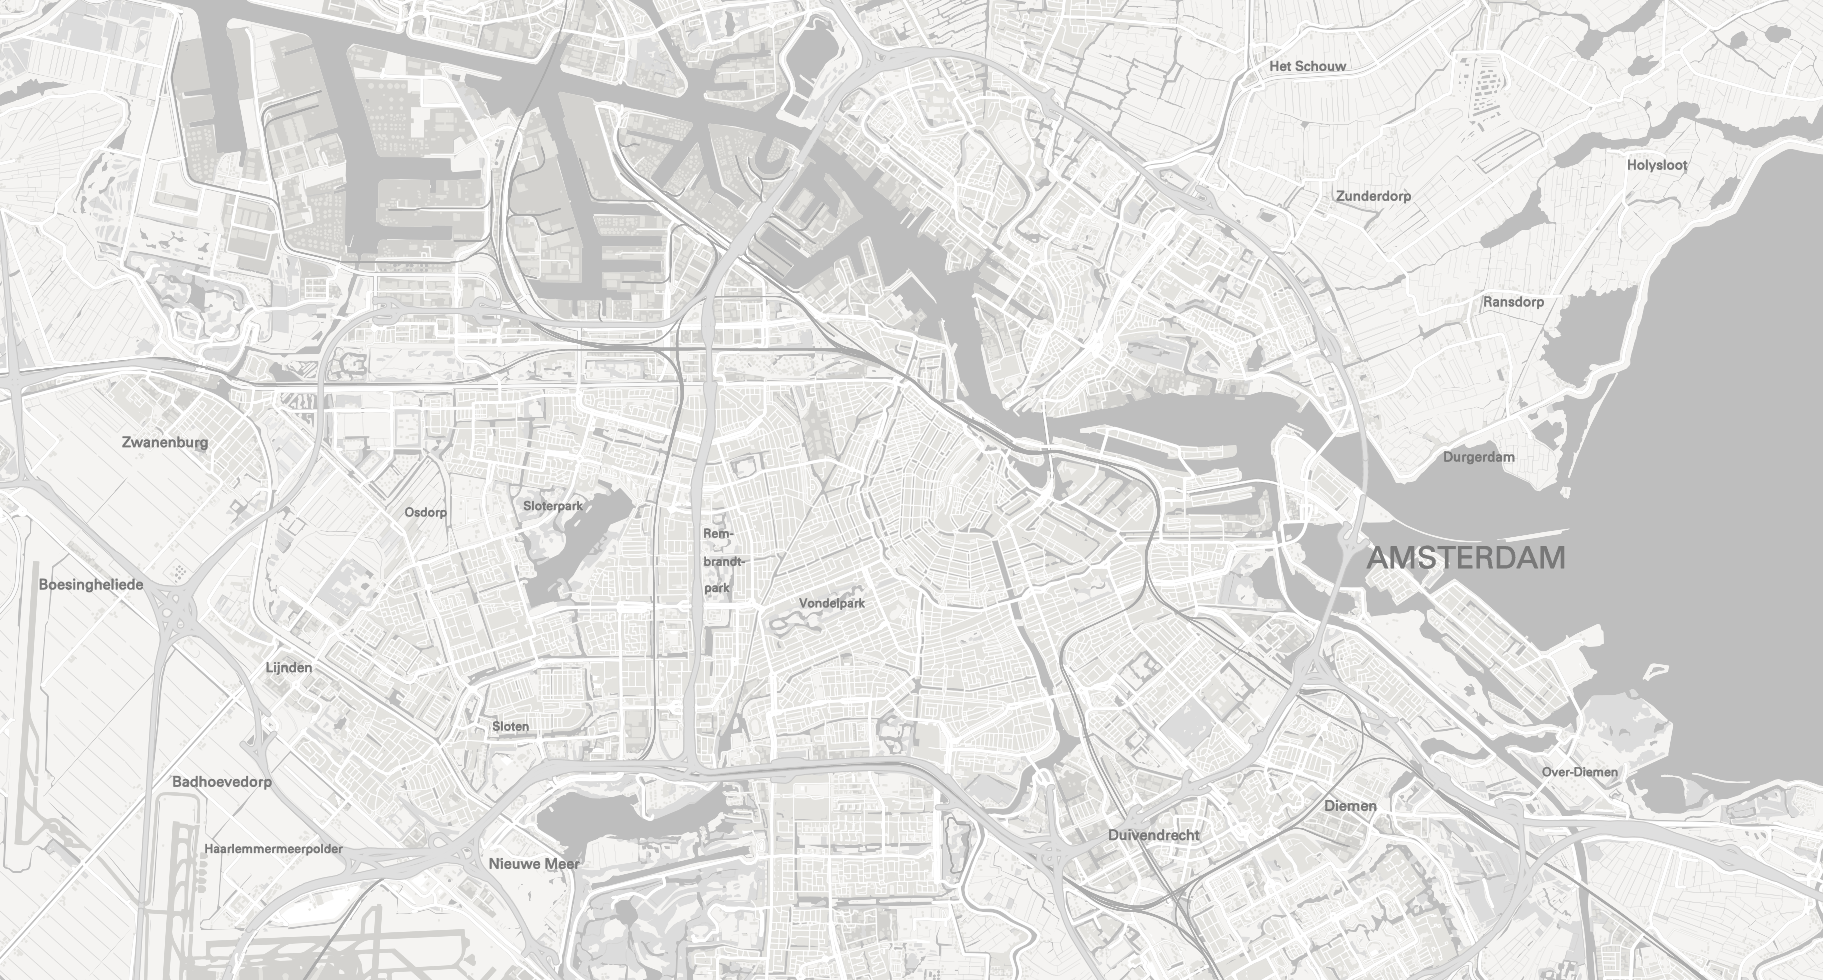 Het Schouw
Holysloot
Zunderdorp
Ransdorp
Zwanenburg
Durgerdam
Sloterpark
Osdorp
Rem-
brandt-
park
AMSTERDAM
Boesingheliede
Vondelpark
Lijnden
Sloten
Over-Diemen
Badhoevedorp
Diemen
Duivendrecht
Haarlemmermeerpolder
Nieuwe Meer